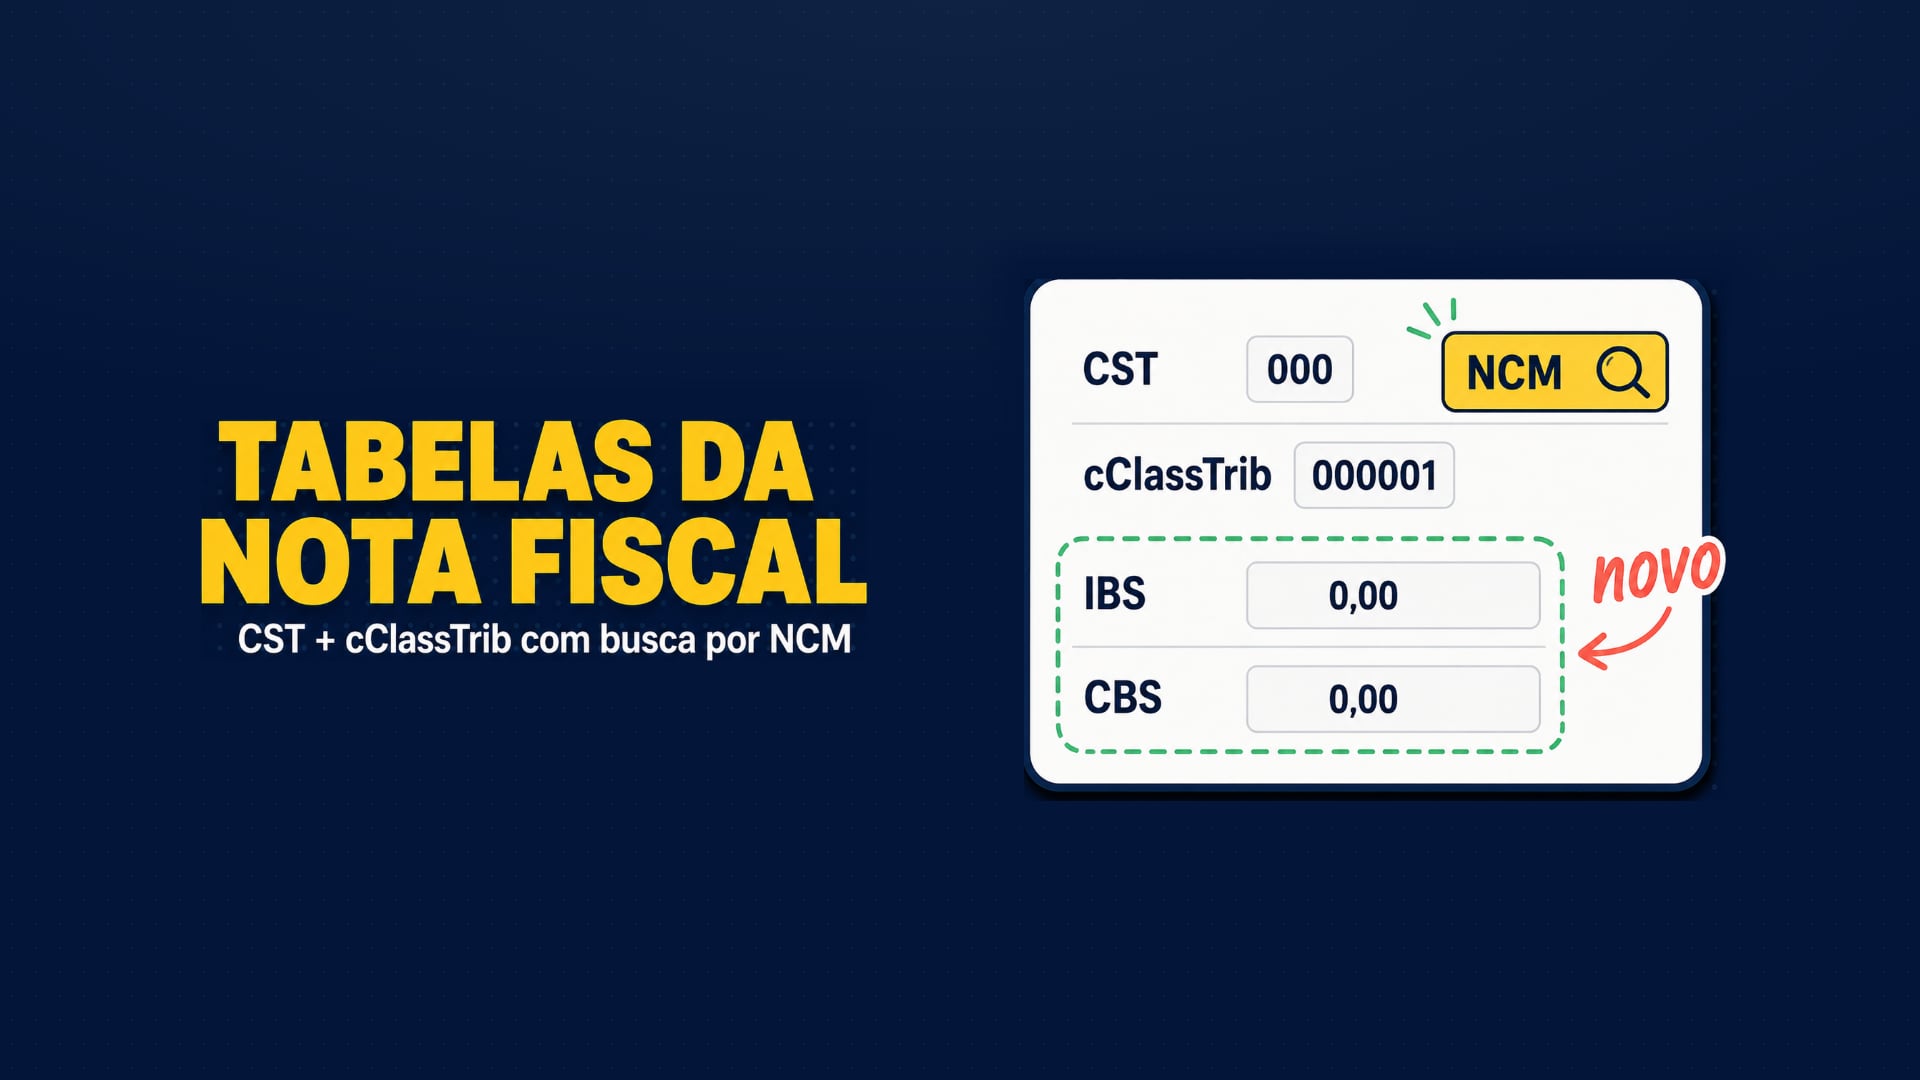 TABELAS DA
NOTA FISCAL
CST + cClassTrib com busca por NCM
CST 000 NCM
cClassTrib 000001
IBS 0,00
novo
CBS 0,00